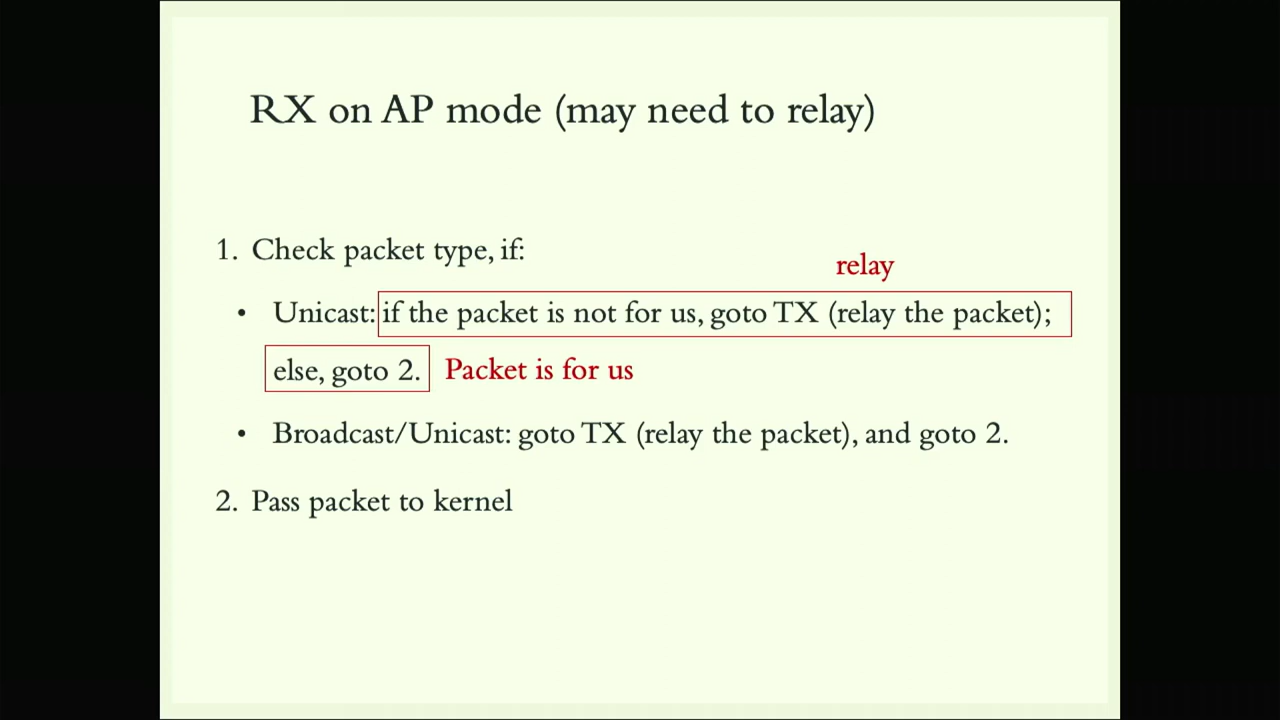 RX on AP mode (may need to relay)
1. Check packet type, if:
relay
• Unicast: if the packet is not for us, goto TX (relay the packet);
else, goto 2. Packet is for us
• Broadcast/Unicast: goto TX (relay the packet), and goto 2.
2. Pass packet to kernel